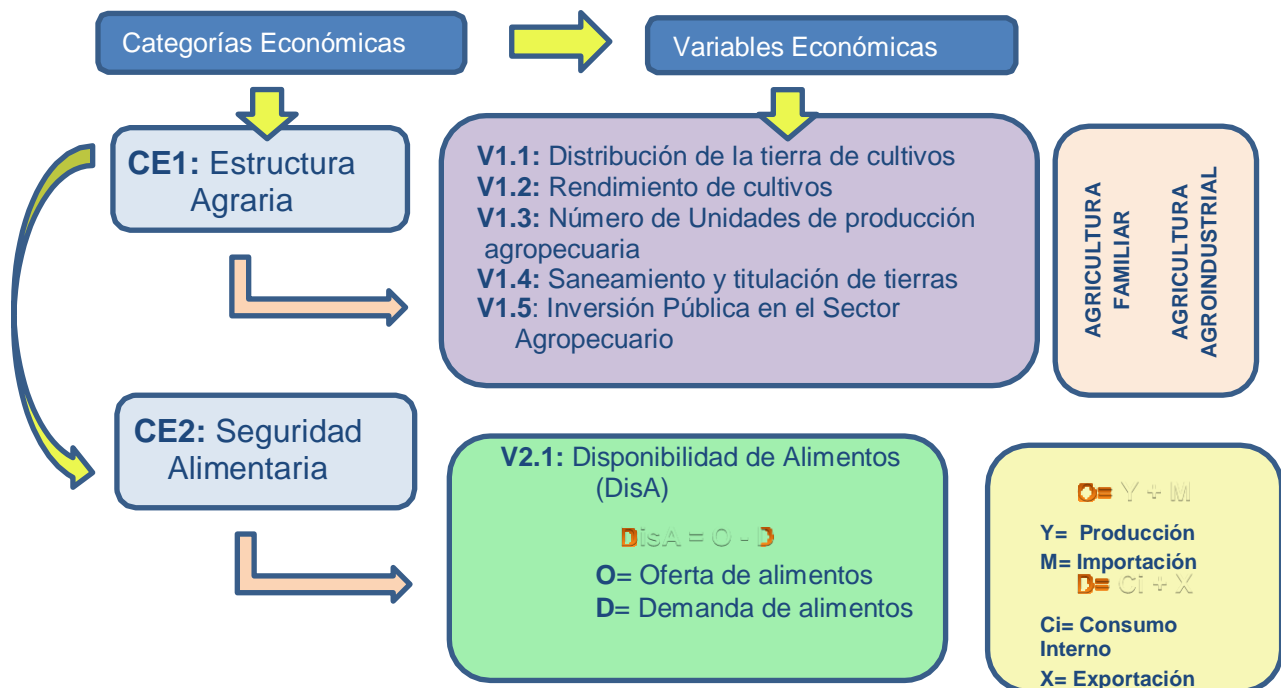 Categorías Económicas
Variables Económicas
CE1: Estructura
Agraria
V1.1: Distribución de la tierra de cultivos
V1.2: Rendimiento de cultivos
V1.3: Número de Unidades de producción
agropecuaria
V1.4: Saneamiento y titulación de tierras
V1.5: Inversión Pública en el Sector
Agropecuario
AGRICULTURA
FAMILIAR
AGRICULTURA
AGROINDUSTRIAL
CE2: Seguridad
Alimentaria
V2.1: Disponibilidad de Alimentos
(DisA)
DisA = O - D
O= Oferta de alimentos
D= Demanda de alimentos
O= Y + M
Y= Producción
M= Importación
D= Ci + X
Ci= Consumo
Interno
X= Exportación